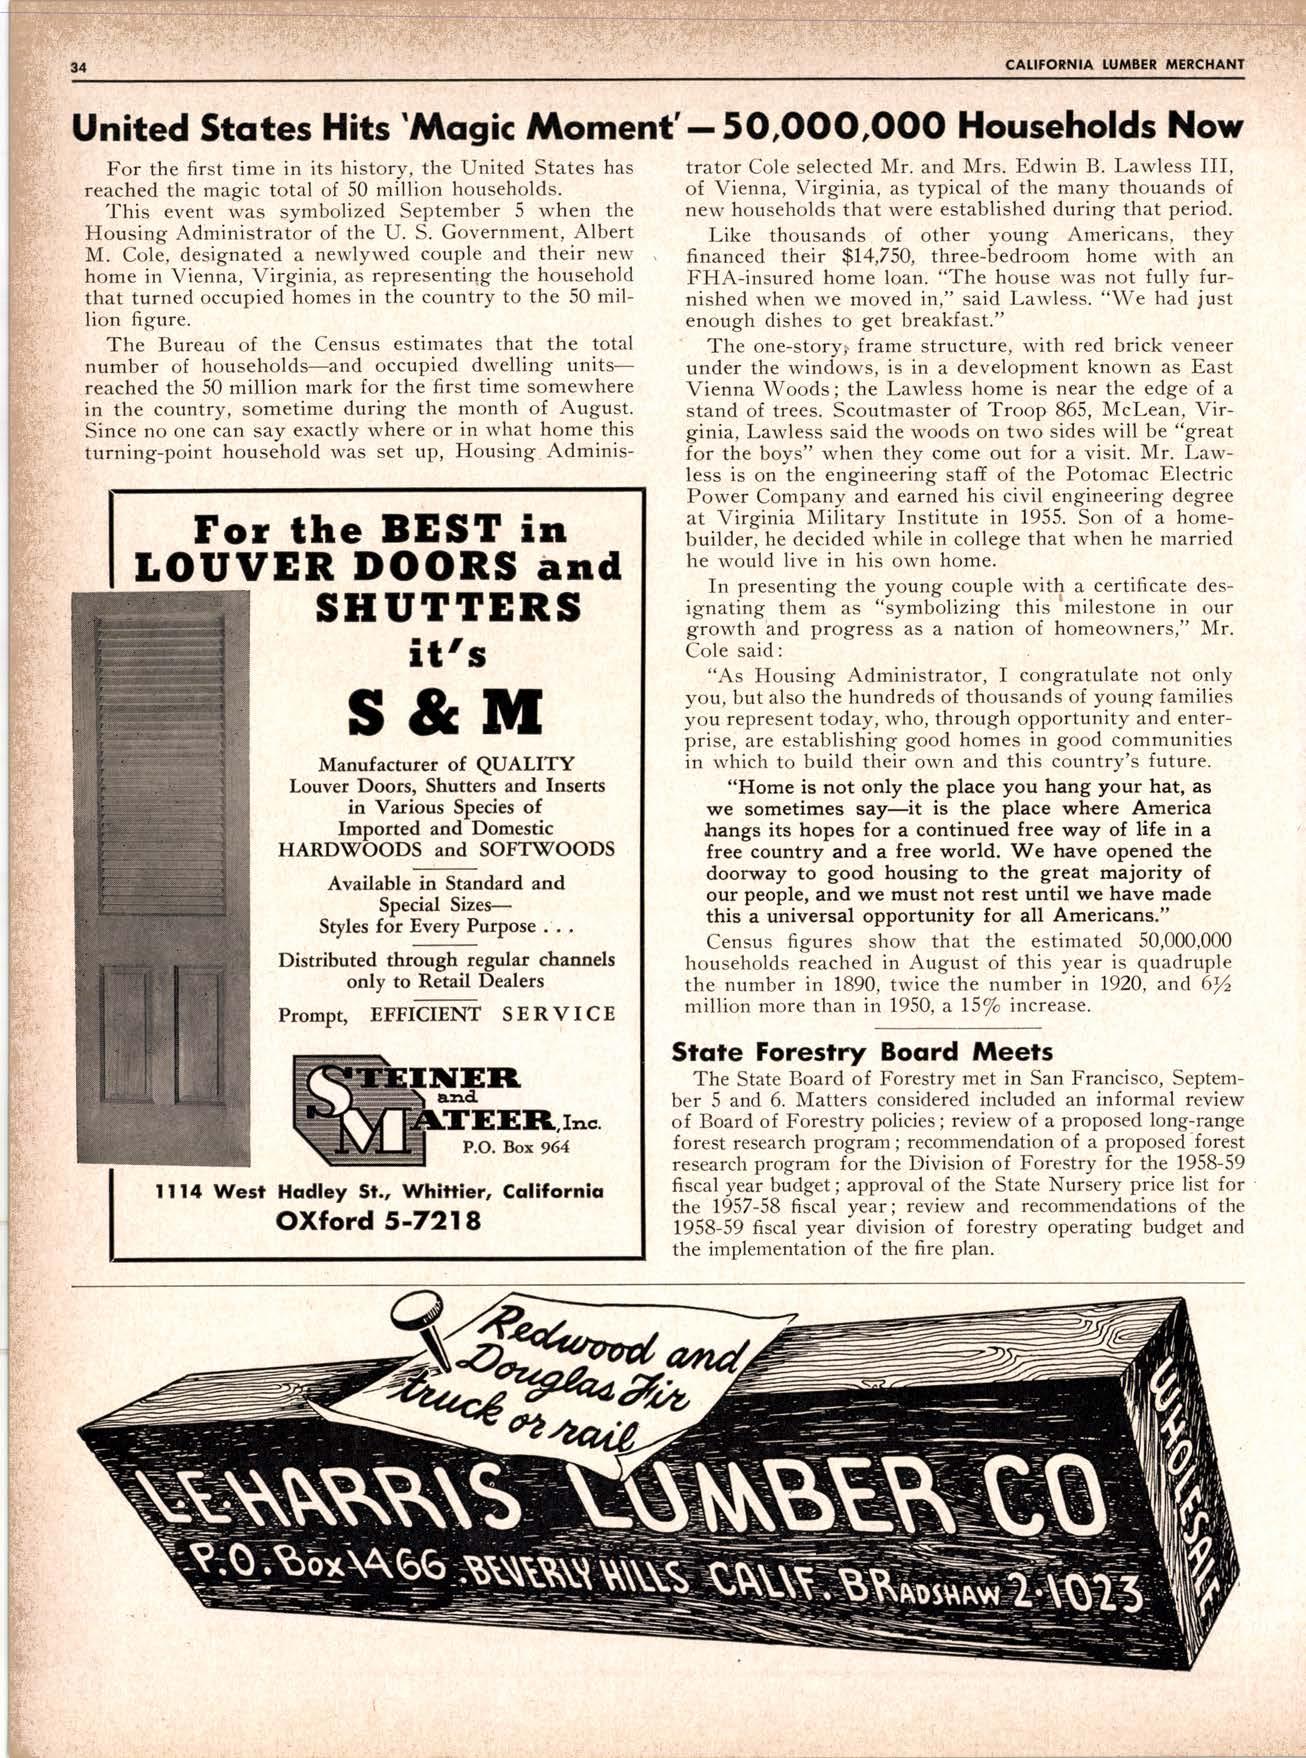 34
CALIFORNIA LUMBER MERCHANT
United States Hits 'Magic Moment' — 50,000,000 Households Now
For the first time in its history, the United States has
reached the magic total of 50 million households.
This event was symbolized September 5 when the
Housing Administrator of the U. S. Government, Albert
M. Cole, designated a newlywed couple and their new
home in Vienna, Virginia, as representing the household
that turned occupied homes in the country to the 50 mil-
lion figure.
The Bureau of the Census estimates that the total
number of households—and occupied dwelling units—
reached the 50 million mark for the first time somewhere
in the country, sometime during the month of August.
Since no one can say exactly where or in what home this
turning-point household was set up, Housing Adminis-
trator Cole selected Mr. and Mrs. Edwin B. Lawless III,
of Vienna, Virginia, as typical of the many thouands of
new households that were established during that period.
Like thousands of other young Americans, they
financed their $14,750, three-bedroom home with an
FHA-insured home loan. "The house was not fully fur-
nished when we moved in," said Lawless. "We had just
enough dishes to get breakfast."
The one-story, frame structure, with red brick veneer
under the windows, is in a development known as East
Vienna Woods; the Lawless home is near the edge of a
stand of trees. Scoutmaster of Troop 865, McLean, Vir-
ginia, Lawless said the woods on two sides will be "great
for the boys" when they come out for a visit. Mr. Law-
less is on the engineering staff of the Potomac Electric
Power Company and earned his civil engineering degree
at Virginia Military Institute in 1955. Son of a home-
builder, he decided while in college that when he married
he would live in his own home.
In presenting the young couple with a certificate des-
ignating them as "symbolizing this milestone in our
growth and progress as a nation of homeowners," Mr.
Cole said:
"As Housing Administrator, I congratulate not only
you, but also the hundreds of thousands of young families
you represent today, who, through opportunity and enter-
prise, are establishing good homes in good communities
in which to build their own and this country's future.
"Home is not only the place you hang your hat, as
we sometimes say—it is the place where America
hangs its hopes for a continued free way of life in a
free country and a free world. We have opened the
doorway to good housing to the great majority of
our people, and we must not rest until we have made
this a universal opportunity for all Americans."
Census figures show that the estimated 50,000,000
households reached in August of this year is quadruple
the number in 1890, twice the number in 1920, and 6½
million more than in 1950, a 15% increase.
State Forestry Board Meets
The State Board of Forestry met in San Francisco, Septem-
ber 5 and 6. Matters considered included an informal review
of Board of Forestry policies; review of a proposed long-range
forest research program; recommendation of a proposed forest
research program for the Division of Forestry for the 1958-59
fiscal year budget; approval of the State Nursery price list for
the 1957-58 fiscal year; review and recommendations of the
1958-59 fiscal year division of forestry operating budget and
the implementation of the fire plan.
For the BEST in
LOUVER DOORS and
SHUTTERS
it's
S & M
Manufacturer of QUALITY
Louver Doors, Shutters and Inserts
in Various Species of
Imported and Domestic
HARDWOODS and SOFTWOODS
Available in Standard and
Special Sizes—
Styles for Every Purpose . . .
Distributed through regular channels
only to Retail Dealers
Prompt, EFFICIENT SERVICE
STEINER
and
MATEER, Inc.
P.O. Box 964
1114 West Hadley St., Whittier, California
OXford 5-7218
Redwood and
Douglas Fir
truck or rail
L·E·HARRIS LUMBER CO
P.O. Box 1466 . BEVERLY HILLS CALIF. BRADSHAW 2·1023
WHOLESALE